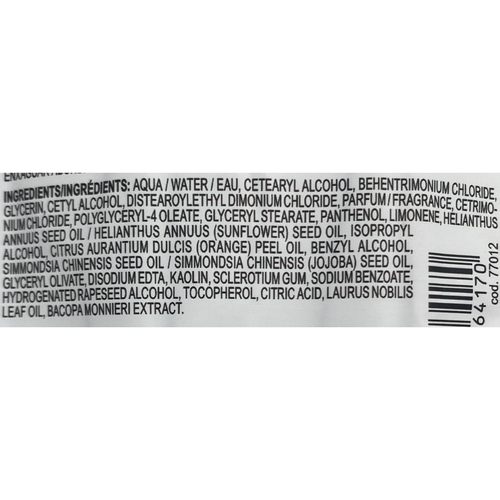 INGREDIENTS/INGRÉDIENTS: AQUA / WATER / EAU, CETEARYL ALCOHOL, BEHENTRIMONIUM CHLORIDE,
GLYCERIN, CETYL ALCOHOL, DISTEAROYLETHYL DIMONIUM CHLORIDE, PARFUM / FRAGRANCE, CETRIMO-
NIUM CHLORIDE, POLYGLYCERYL-4 OLEATE, GLYCERYL STEARATE, PANTHENOL, LIMONENE, HELIANTHUS
ANNUUS SEED OIL / HELIANTHUS ANNUUS (SUNFLOWER) SEED OIL, ISOPROPYL
ALCOHOL, CITRUS AURANTIUM DULCIS (ORANGE) PEEL OIL, BENZYL ALCOHOL,
SIMMONDSIA CHINENSIS SEED OIL / SIMMONDSIA CHINENSIS (JOJOBA) SEED OIL,
GLYCERYL OLIVATE, DISODIUM EDTA, KAOLIN, SCLEROTIUM GUM, SODIUM BENZOATE,
HYDROGENATED RAPESEED ALCOHOL, TOCOPHEROL, CITRIC ACID, LAURUS NOBILIS
LEAF OIL, BACOPA MONNIERI EXTRACT.
64170
cod. 77/7012